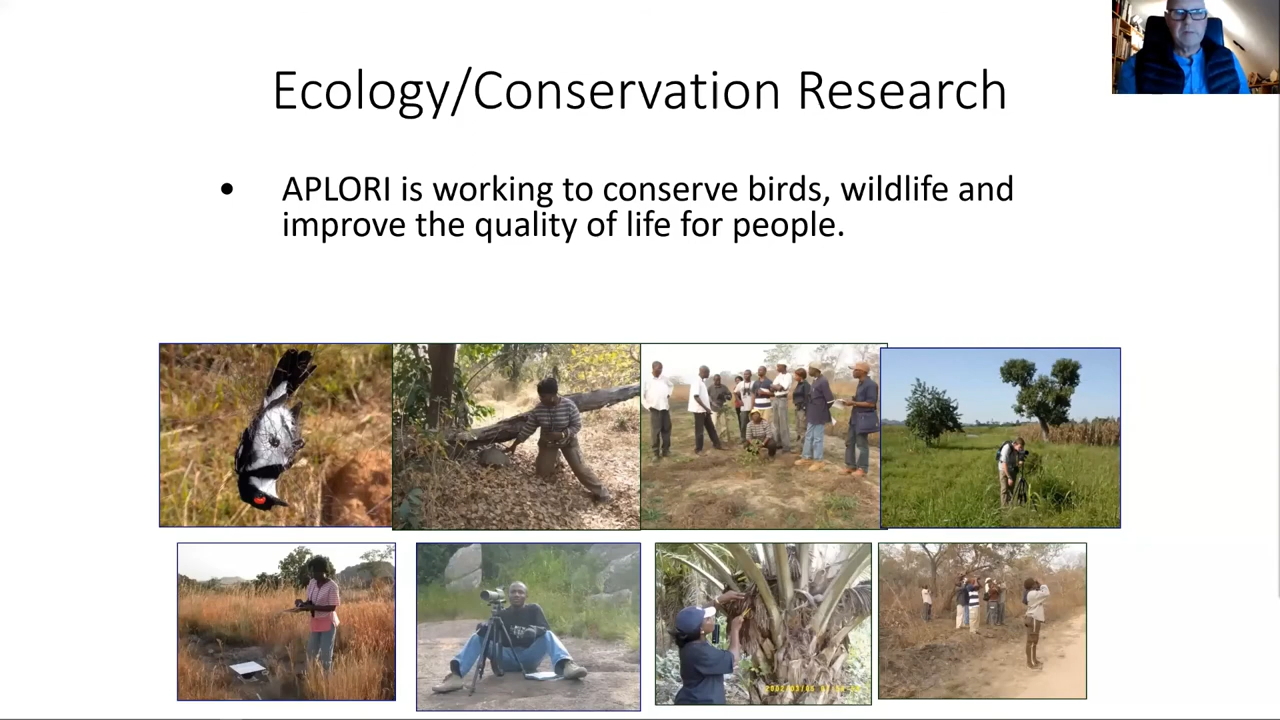 Ecology/Conservation Research
• APLORI is working to conserve birds, wildlife and
improve the quality of life for people.